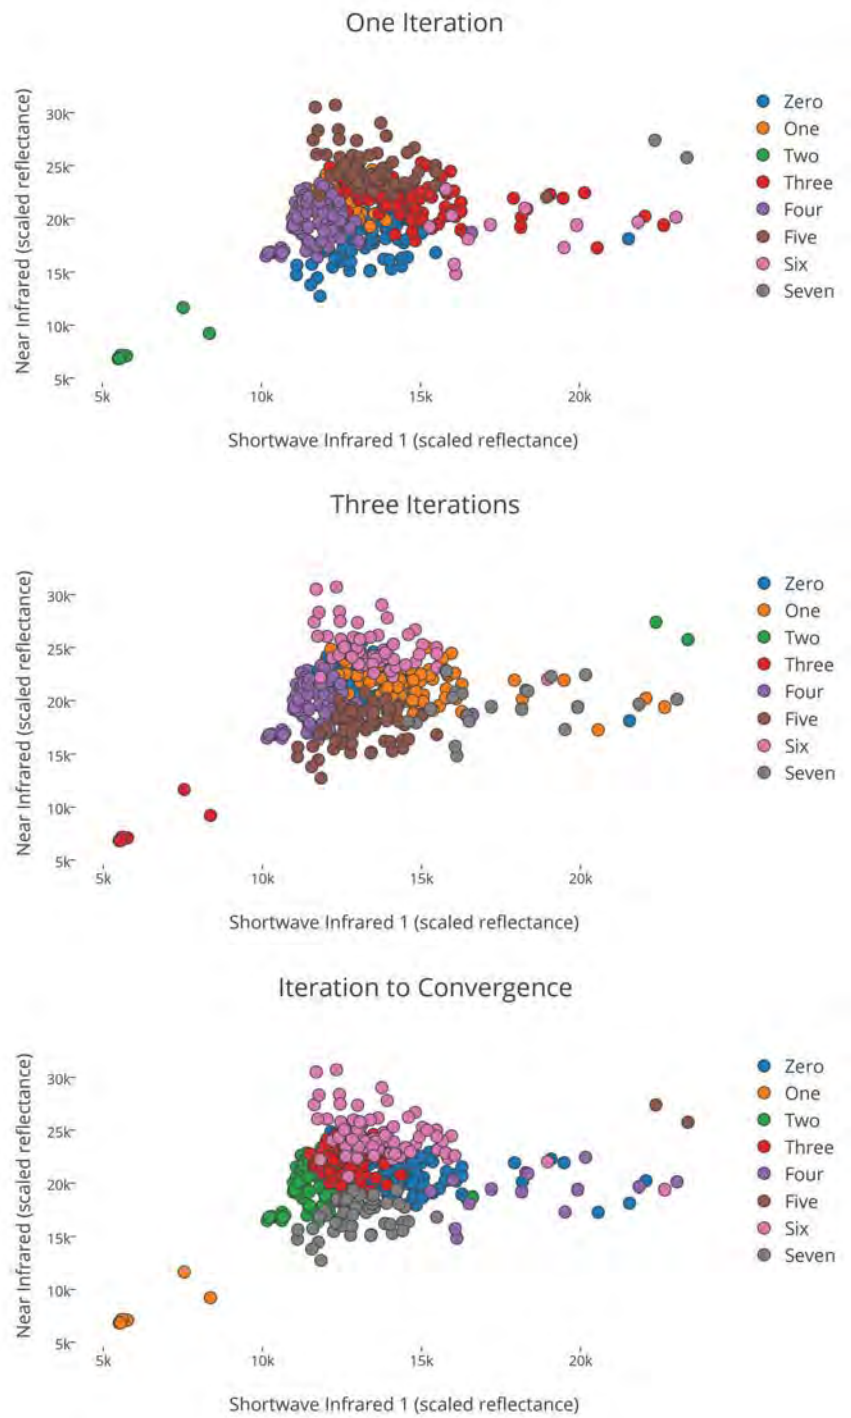 One Iteration
Near Infrared (scaled reflectance)
30k
25k
20k
15k
10k
5k
5k
10k
15k
20k
Shortwave Infrared 1 (scaled reflectance)
Zero
One
Two
Three
Four
Five
Six
Seven
Three Iterations
Near Infrared (scaled reflectance)
30k
25k
20k
15k
10k
5k
5k
10k
15k
20k
Shortwave Infrared 1 (scaled reflectance)
Zero
One
Two
Three
Four
Five
Six
Seven
Iteration to Convergence
Near Infrared (scaled reflectance)
30k
25k
20k
15k
10k
5k
5k
10k
15k
20k
Shortwave Infrared 1 (scaled reflectance)
Zero
One
Two
Three
Four
Five
Six
Seven